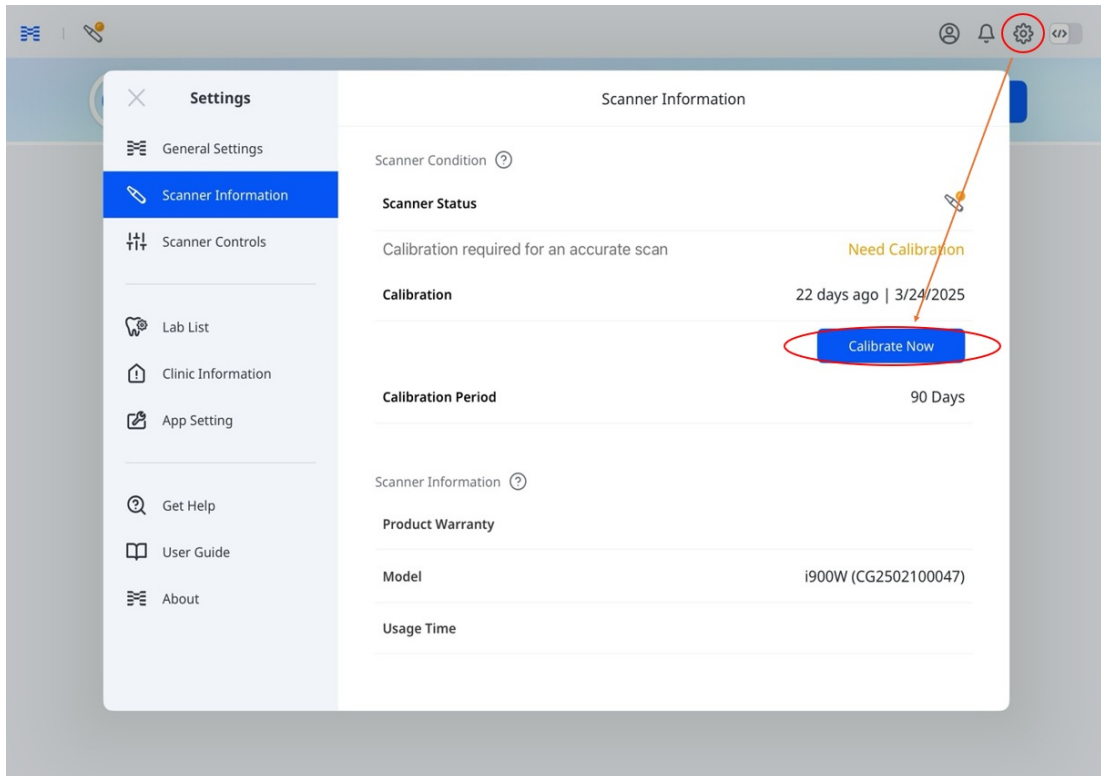 </>
Settings
Scanner Information
General Settings
Scanner Information
Scanner Controls
Lab List
Clinic Information
App Setting
Get Help
User Guide
About
Scanner Condition ?
Scanner Status
Calibration required for an accurate scan Need Calibration
Calibration 22 days ago | 3/24/2025
Calibrate Now
Calibration Period 90 Days
Scanner Information ?
Product Warranty
Model i900W (CG2502100047)
Usage Time